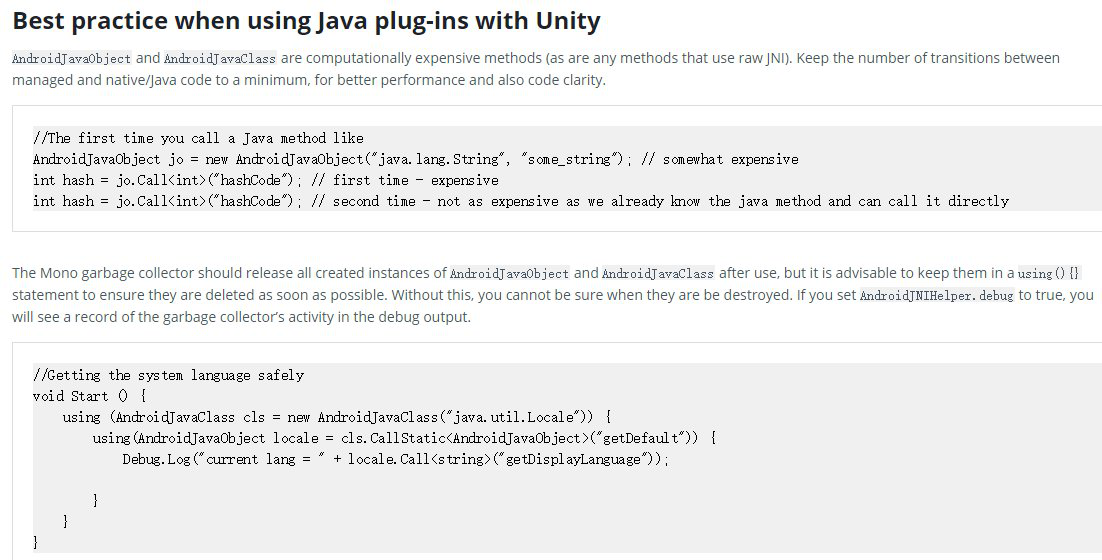 Best practice when using Java plug-ins with Unity
AndroidJavaObject and AndroidJavaClass are computationally expensive methods (as are any methods that use raw JNI). Keep the number of transitions between
managed and native/Java code to a minimum, for better performance and also code clarity.
//The first time you call a Java method like
AndroidJavaObject jo = new AndroidJavaObject("java.lang.String", "some_string"); // somewhat expensive
int hash = jo.Call<int>("hashCode"); // first time - expensive
int hash = jo.Call<int>("hashCode"); // second time - not as expensive as we already know the java method and can call it directly
The Mono garbage collector should release all created instances of AndroidJavaObject and AndroidJavaClass after use, but it is advisable to keep them in a using(){}
statement to ensure they are deleted as soon as possible. Without this, you cannot be sure when they are be destroyed. If you set AndroidJNIHelper.debug to true, you
will see a record of the garbage collector's activity in the debug output.
//Getting the system language safely
void Start () {
using (AndroidJavaClass cls = new AndroidJavaClass("java.util.Locale")) {
using(AndroidJavaObject locale = cls.CallStatic<AndroidJavaObject>("getDefault")) {
Debug.Log("current lang = " + locale.Call<string>("getDisplayLanguage"));
}
}
}